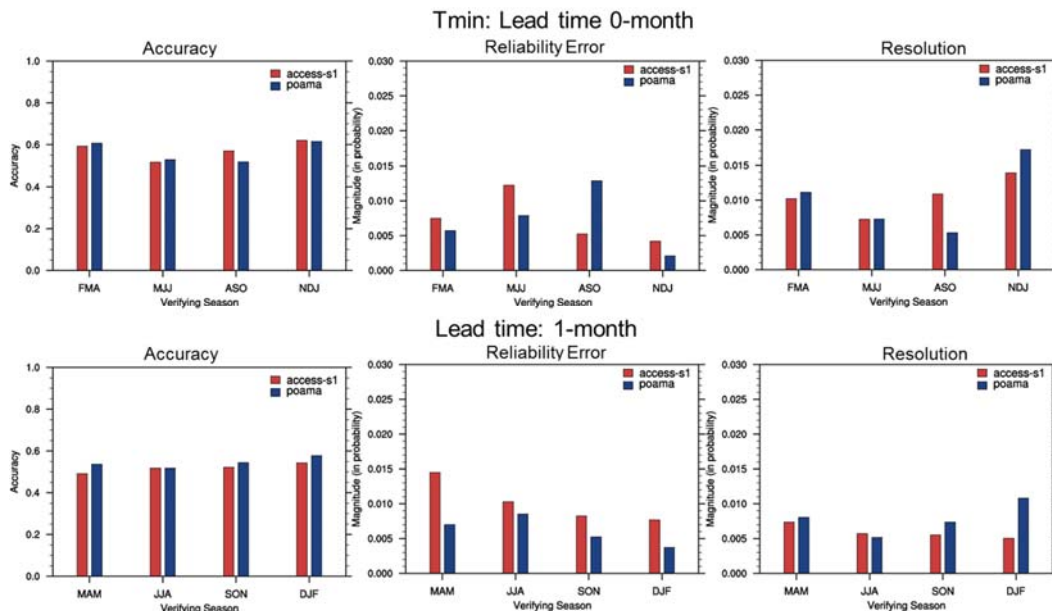 Tmin: Lead time 0-month
Accuracy
Reliability Error
Resolution
1.0
0.8
0.6
0.4
0.2
0.0
Accuracy
access-s1
poama
FMA
MJJ
ASO
NDJ
Verifying Season
0.030
0.025
0.020
0.015
0.010
0.005
0.000
Magnitude (in probability)
access-s1
poama
FMA
MJJ
ASO
NDJ
Verifying Season
0.030
0.025
0.020
0.015
0.010
0.005
0.000
Magnitude (in probability)
access-s1
poama
FMA
MJJ
ASO
NDJ
Verifying Season
Lead time: 1-month
Accuracy
Reliability Error
Resolution
1.0
0.8
0.6
0.4
0.2
0.0
Accuracy
access-s1
poama
MAM
JJA
SON
DJF
Verifying Season
0.030
0.025
0.020
0.015
0.010
0.005
0.000
Magnitude (in probability)
access-s1
poama
MAM
JJA
SON
DJF
Verifying Season
0.030
0.025
0.020
0.015
0.010
0.005
0.000
Magnitude (in probability)
access-s1
poama
MAM
JJA
SON
DJF
Verifying Season